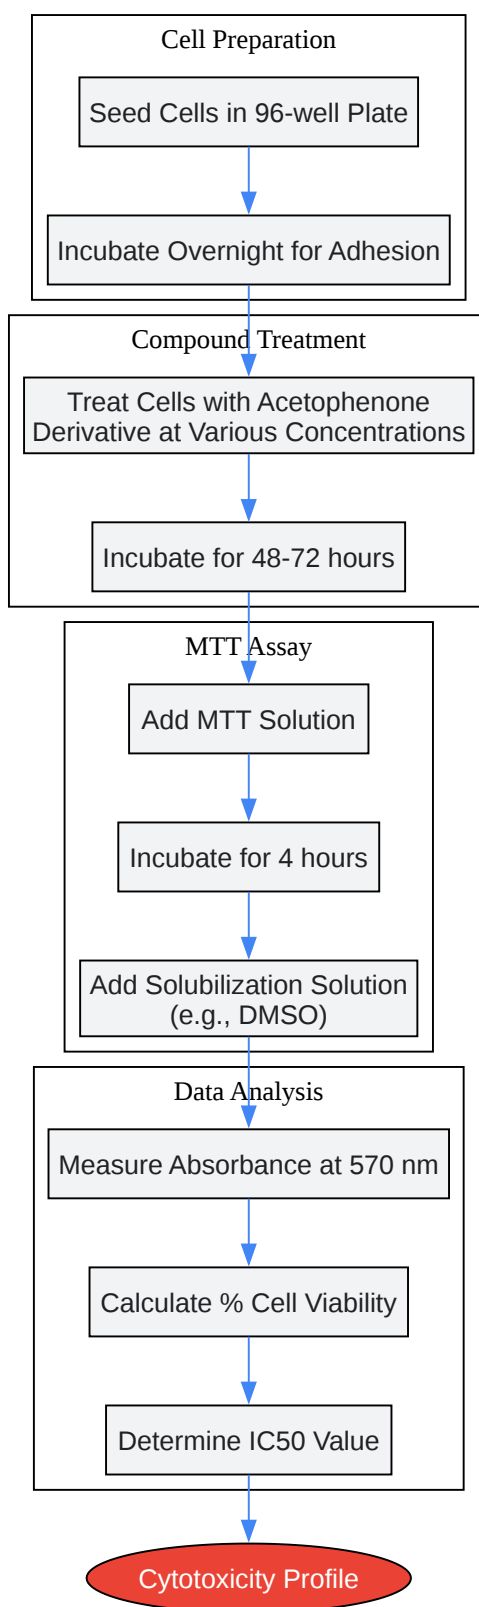 Cell Preparation
Seed Cells in 96-well Plate
Incubate Overnight for Adhesion
Compound Treatment
Treat Cells with Acetophenone
Derivative at Various Concentrations
Incubate for 48-72 hours
MTT Assay
Add MTT Solution
Incubate for 4 hours
Add Solubilization Solution
(e.g., DMSO)
Data Analysis
Measure Absorbance at 570 nm
Calculate % Cell Viability
Determine IC50 Value
Cytotoxicity Profile